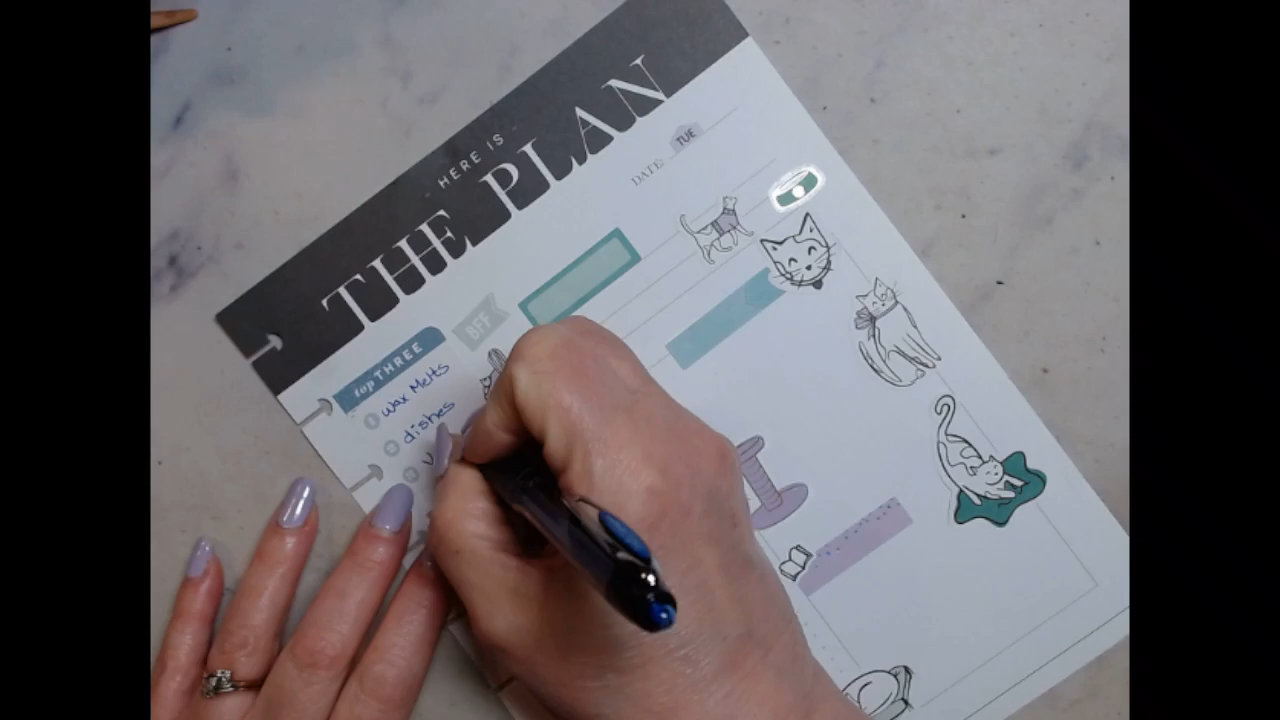 HERE IS
THE PLAN
DATE: TUE
BFF
top THREE
wax Melts
dishes